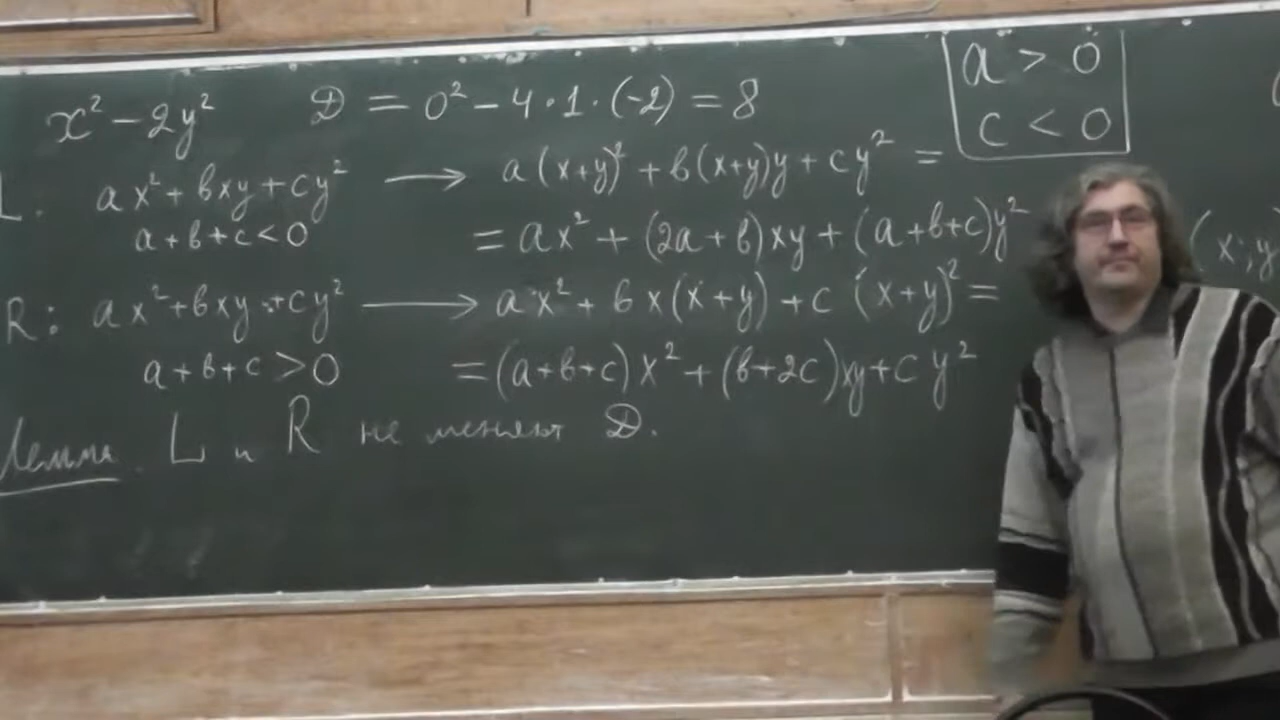 x² − 2y² D = 0² − 4·1·(-2) = 8
a > 0
c < 0
L. ax² + bxy + cy² ⟶ a(x+y)² + b(x+y)y + cy² =
a+b+c<0 = ax² + (2a+b)xy + (a+b+c)y²
(x;y
R: ax²+bxy+cy² ⟶ ax² + bx(x+y) + c(x+y)² =
a+b+c>0 =(a+b+c)x² + (b+2c)xy+cy²
Лемма. L и R не меняют D.